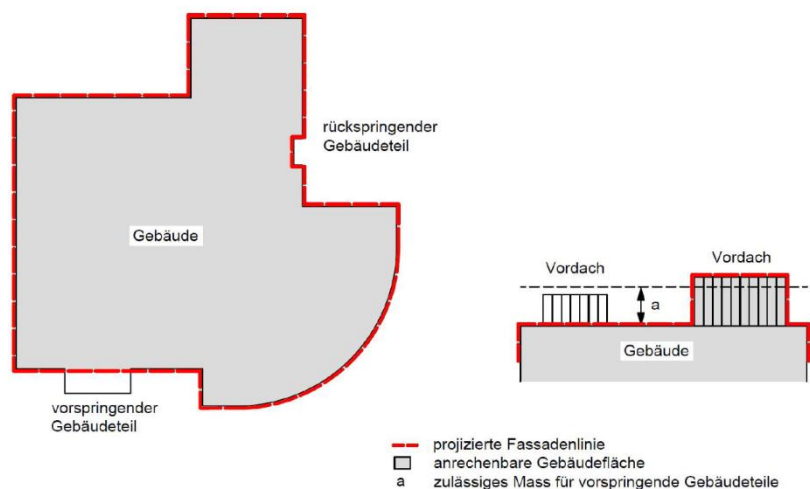 rückspringender
Gebäudeteil
Gebäude
vorspringender
Gebäudeteil
Vordach
Vordach
a
Gebäude
projizierte Fassadenlinie
anrechenbare Gebäudefläche
a zulässiges Mass für vorspringende Gebäudeteile